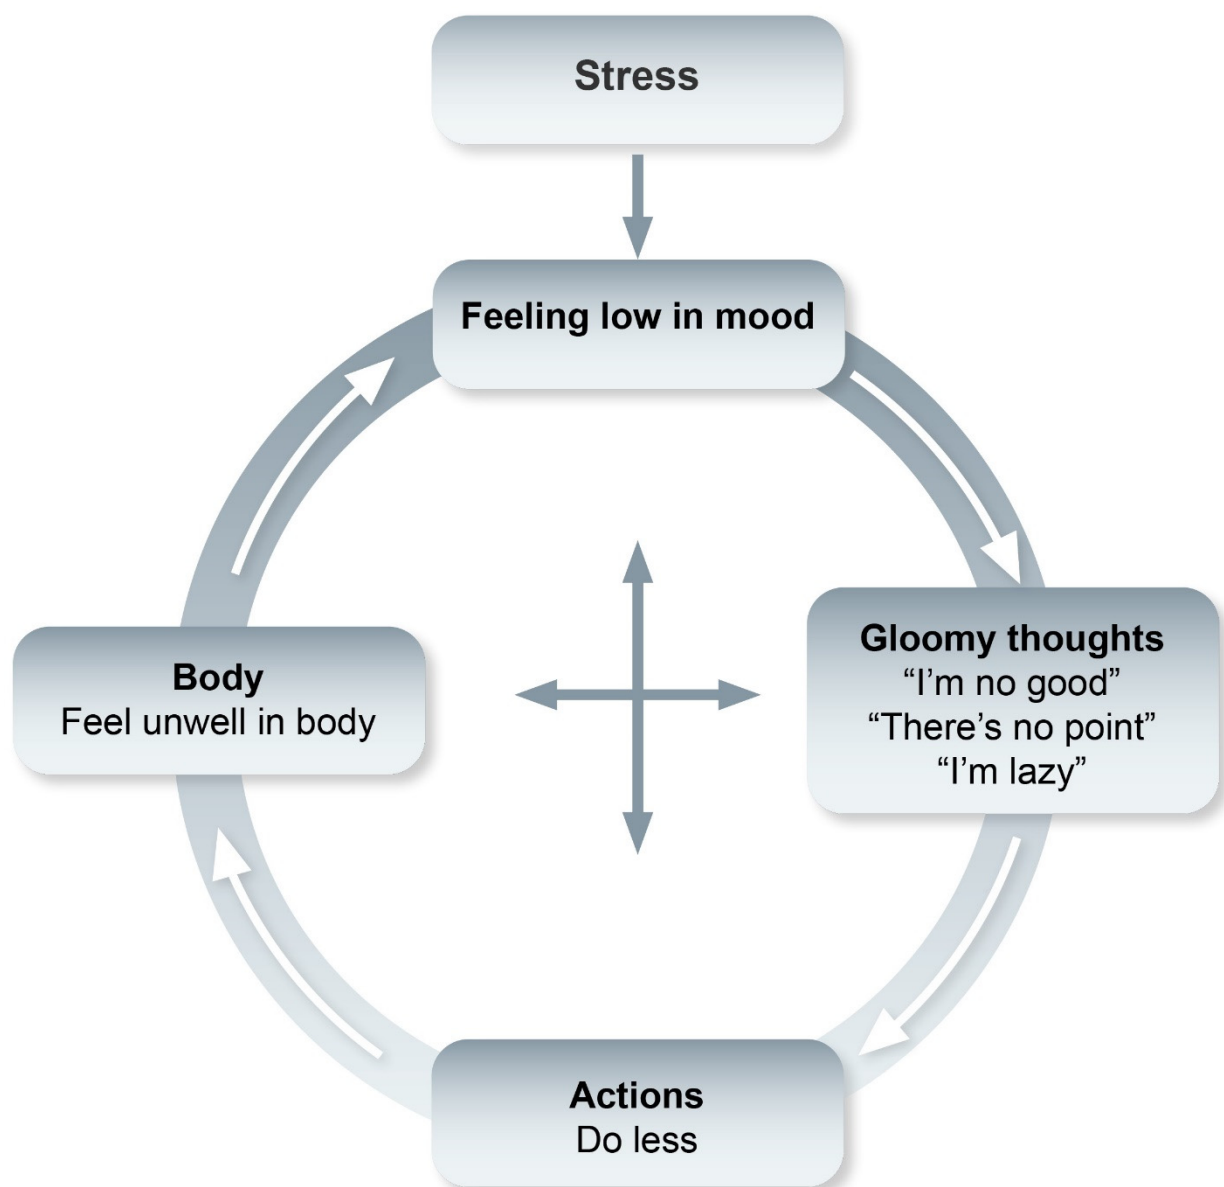 Stress
Feeling low in mood
Gloomy thoughts
“I’m no good”
“There’s no point”
“I’m lazy”
Body
Feel unwell in body
Actions
Do less